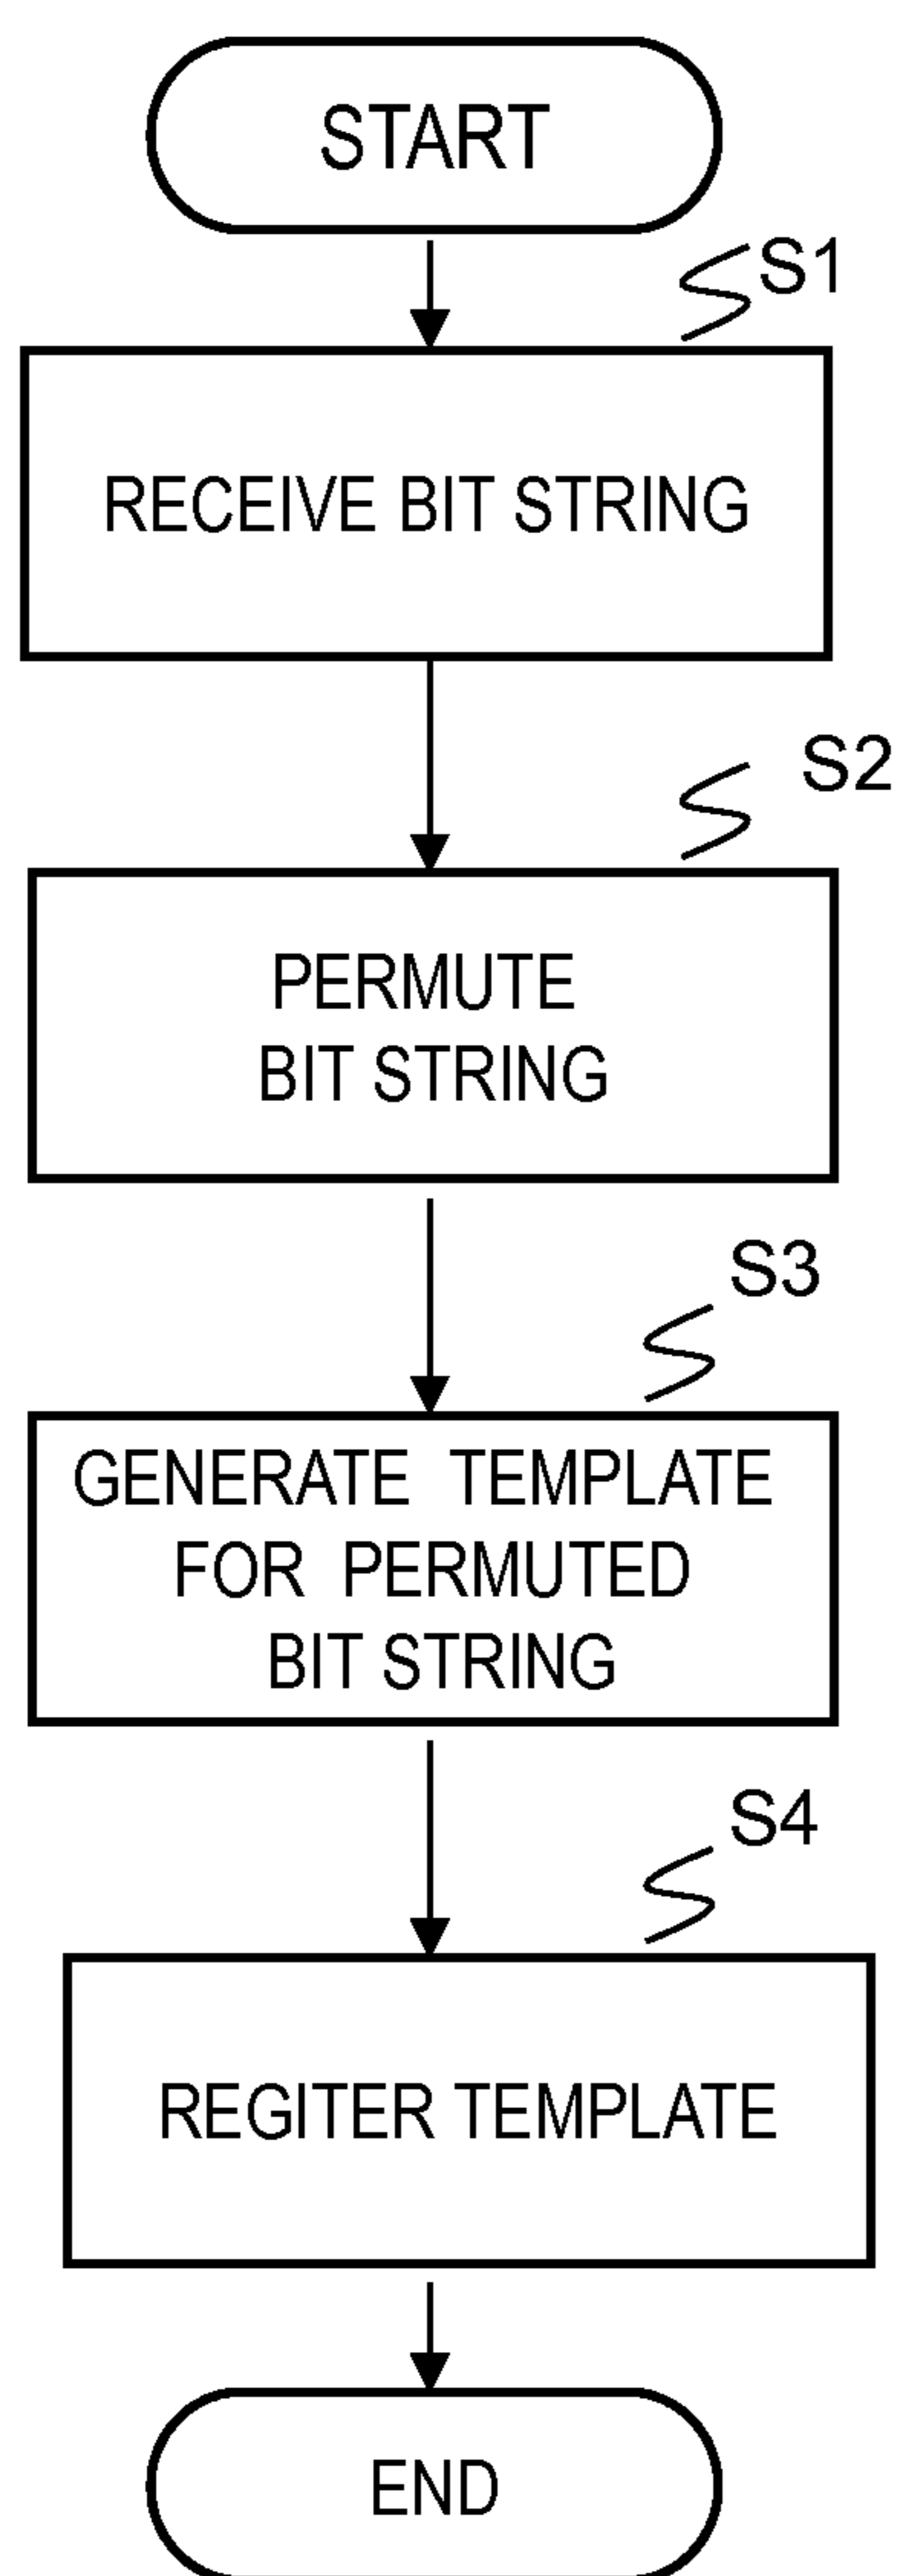 START
S1
RECEIVE BIT STRING
S2
PERMUTE
BIT STRING
S3
GENERATE TEMPLATE
FOR PERMUTED
BIT STRING
S4
REGITER TEMPLATE
END